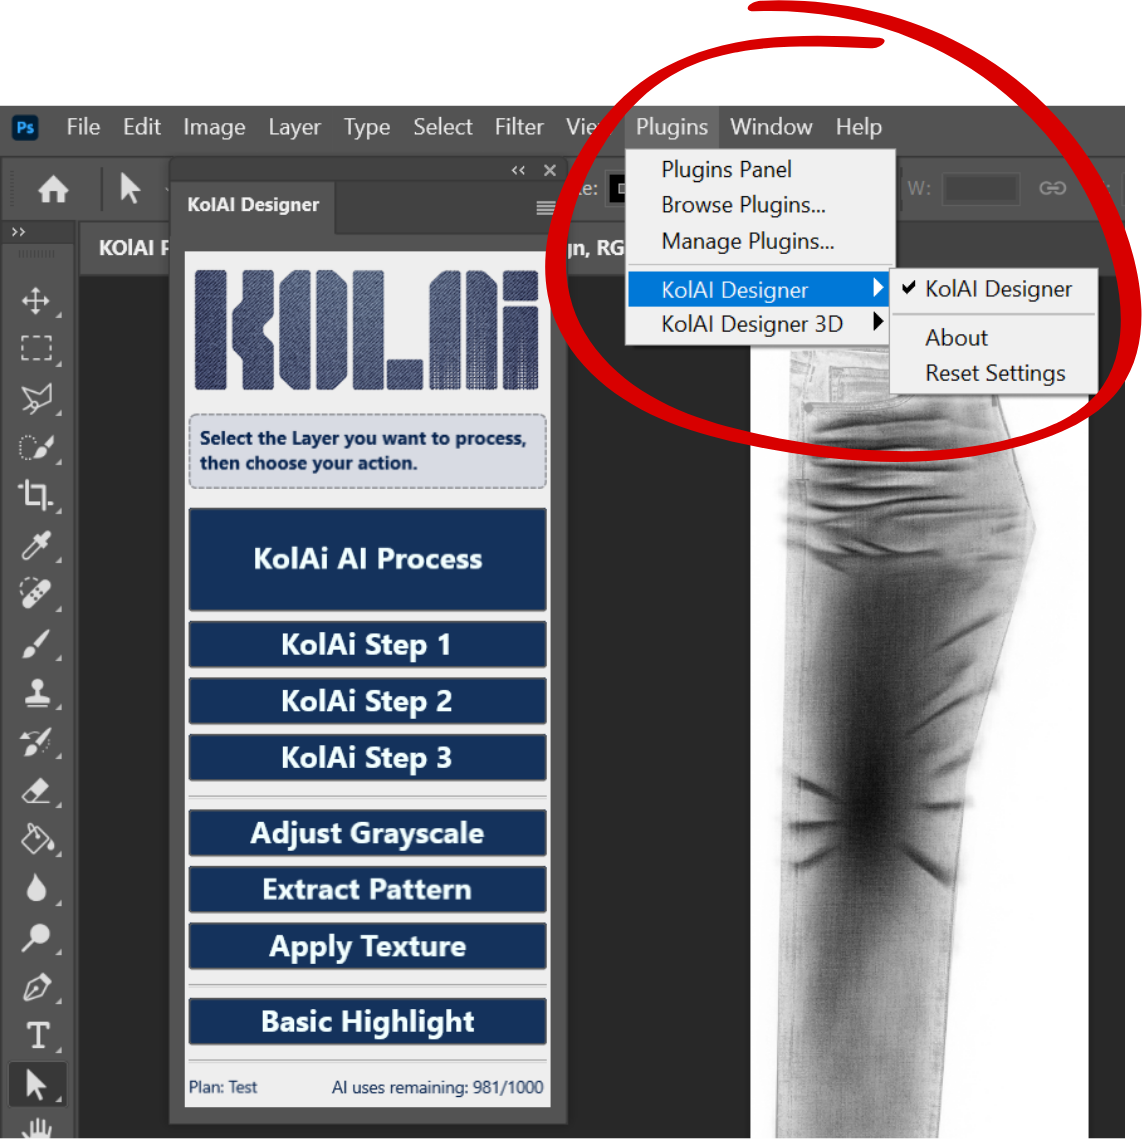 Ps File Edit Image Layer Type Select Filter Plugins Window Help
Plugins Panel
Browse Plugins...
Manage Plugins...
KolAI Designer
KolAI Designer 3D
KolAI Designer
About
Reset Settings
W:
KOlAI
RG
KolAI Designer
KOLAi
Select the Layer you want to process,
then choose your action.
KolAi AI Process
KolAi Step 1
KolAi Step 2
KolAi Step 3
Adjust Grayscale
Extract Pattern
Apply Texture
Basic Highlight
Plan: Test
AI uses remaining: 981/1000
T